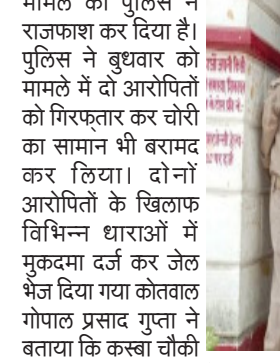 मामले का पुलिस ने
राजफाश कर दिया है।
पुलिस ने बुधवार को
मामले में दो आरोपितों
को गिरफ्तार कर चोरी
का सामान भी बरामद
कर लिया। दोनों
आरोपितों के खिलाफ
विभिन्न धाराओं में
मुकदमा दर्ज कर जेल
भेज दिया गया कोतवाल
गोपाल प्रसाद गुप्ता ने
बताया कि कस्बा चौकी